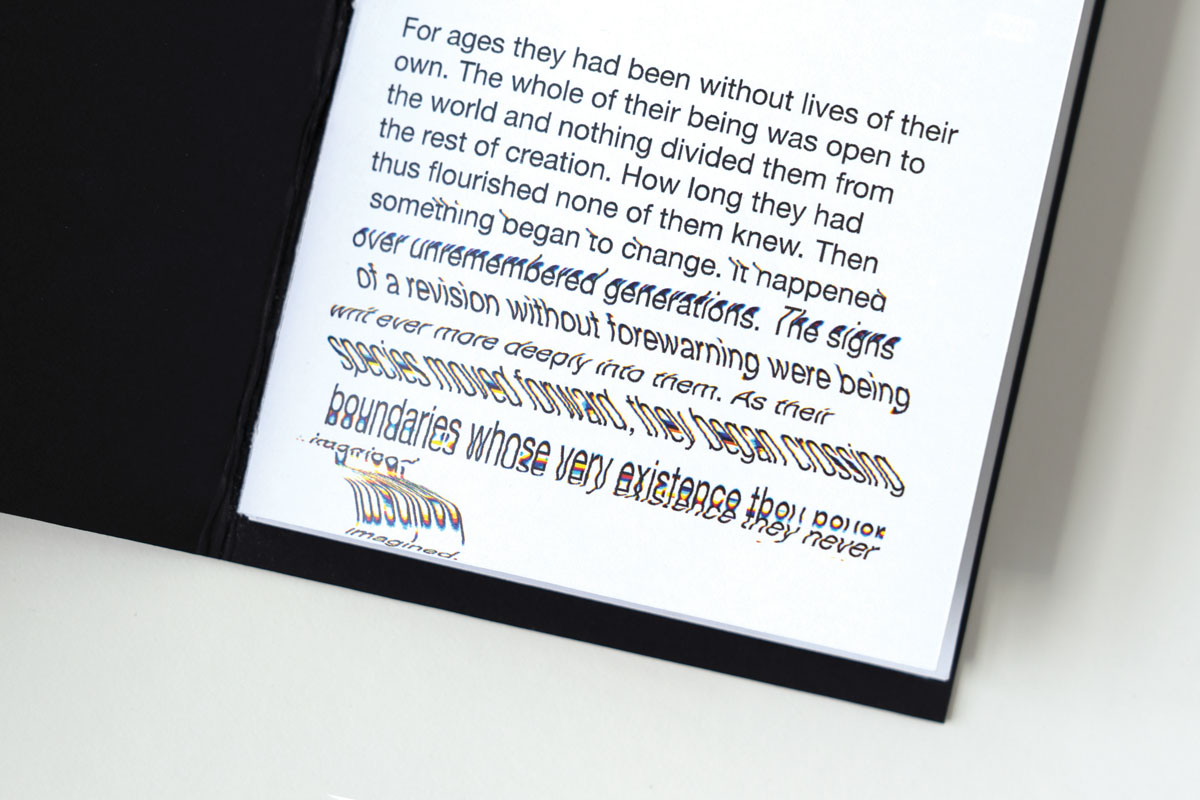 For ages they had been without lives of their
own. The whole of their being was open to
the world and nothing divided them from
the rest of creation. How long they had
thus flourished none of them knew. Then
something began to change. It happened
over unremembered generations. The signs
of a revision without forewarning were being
writ ever more deeply into them. As their
species moved forward, they began crossing
boundaries whose very existence they never
imagined.